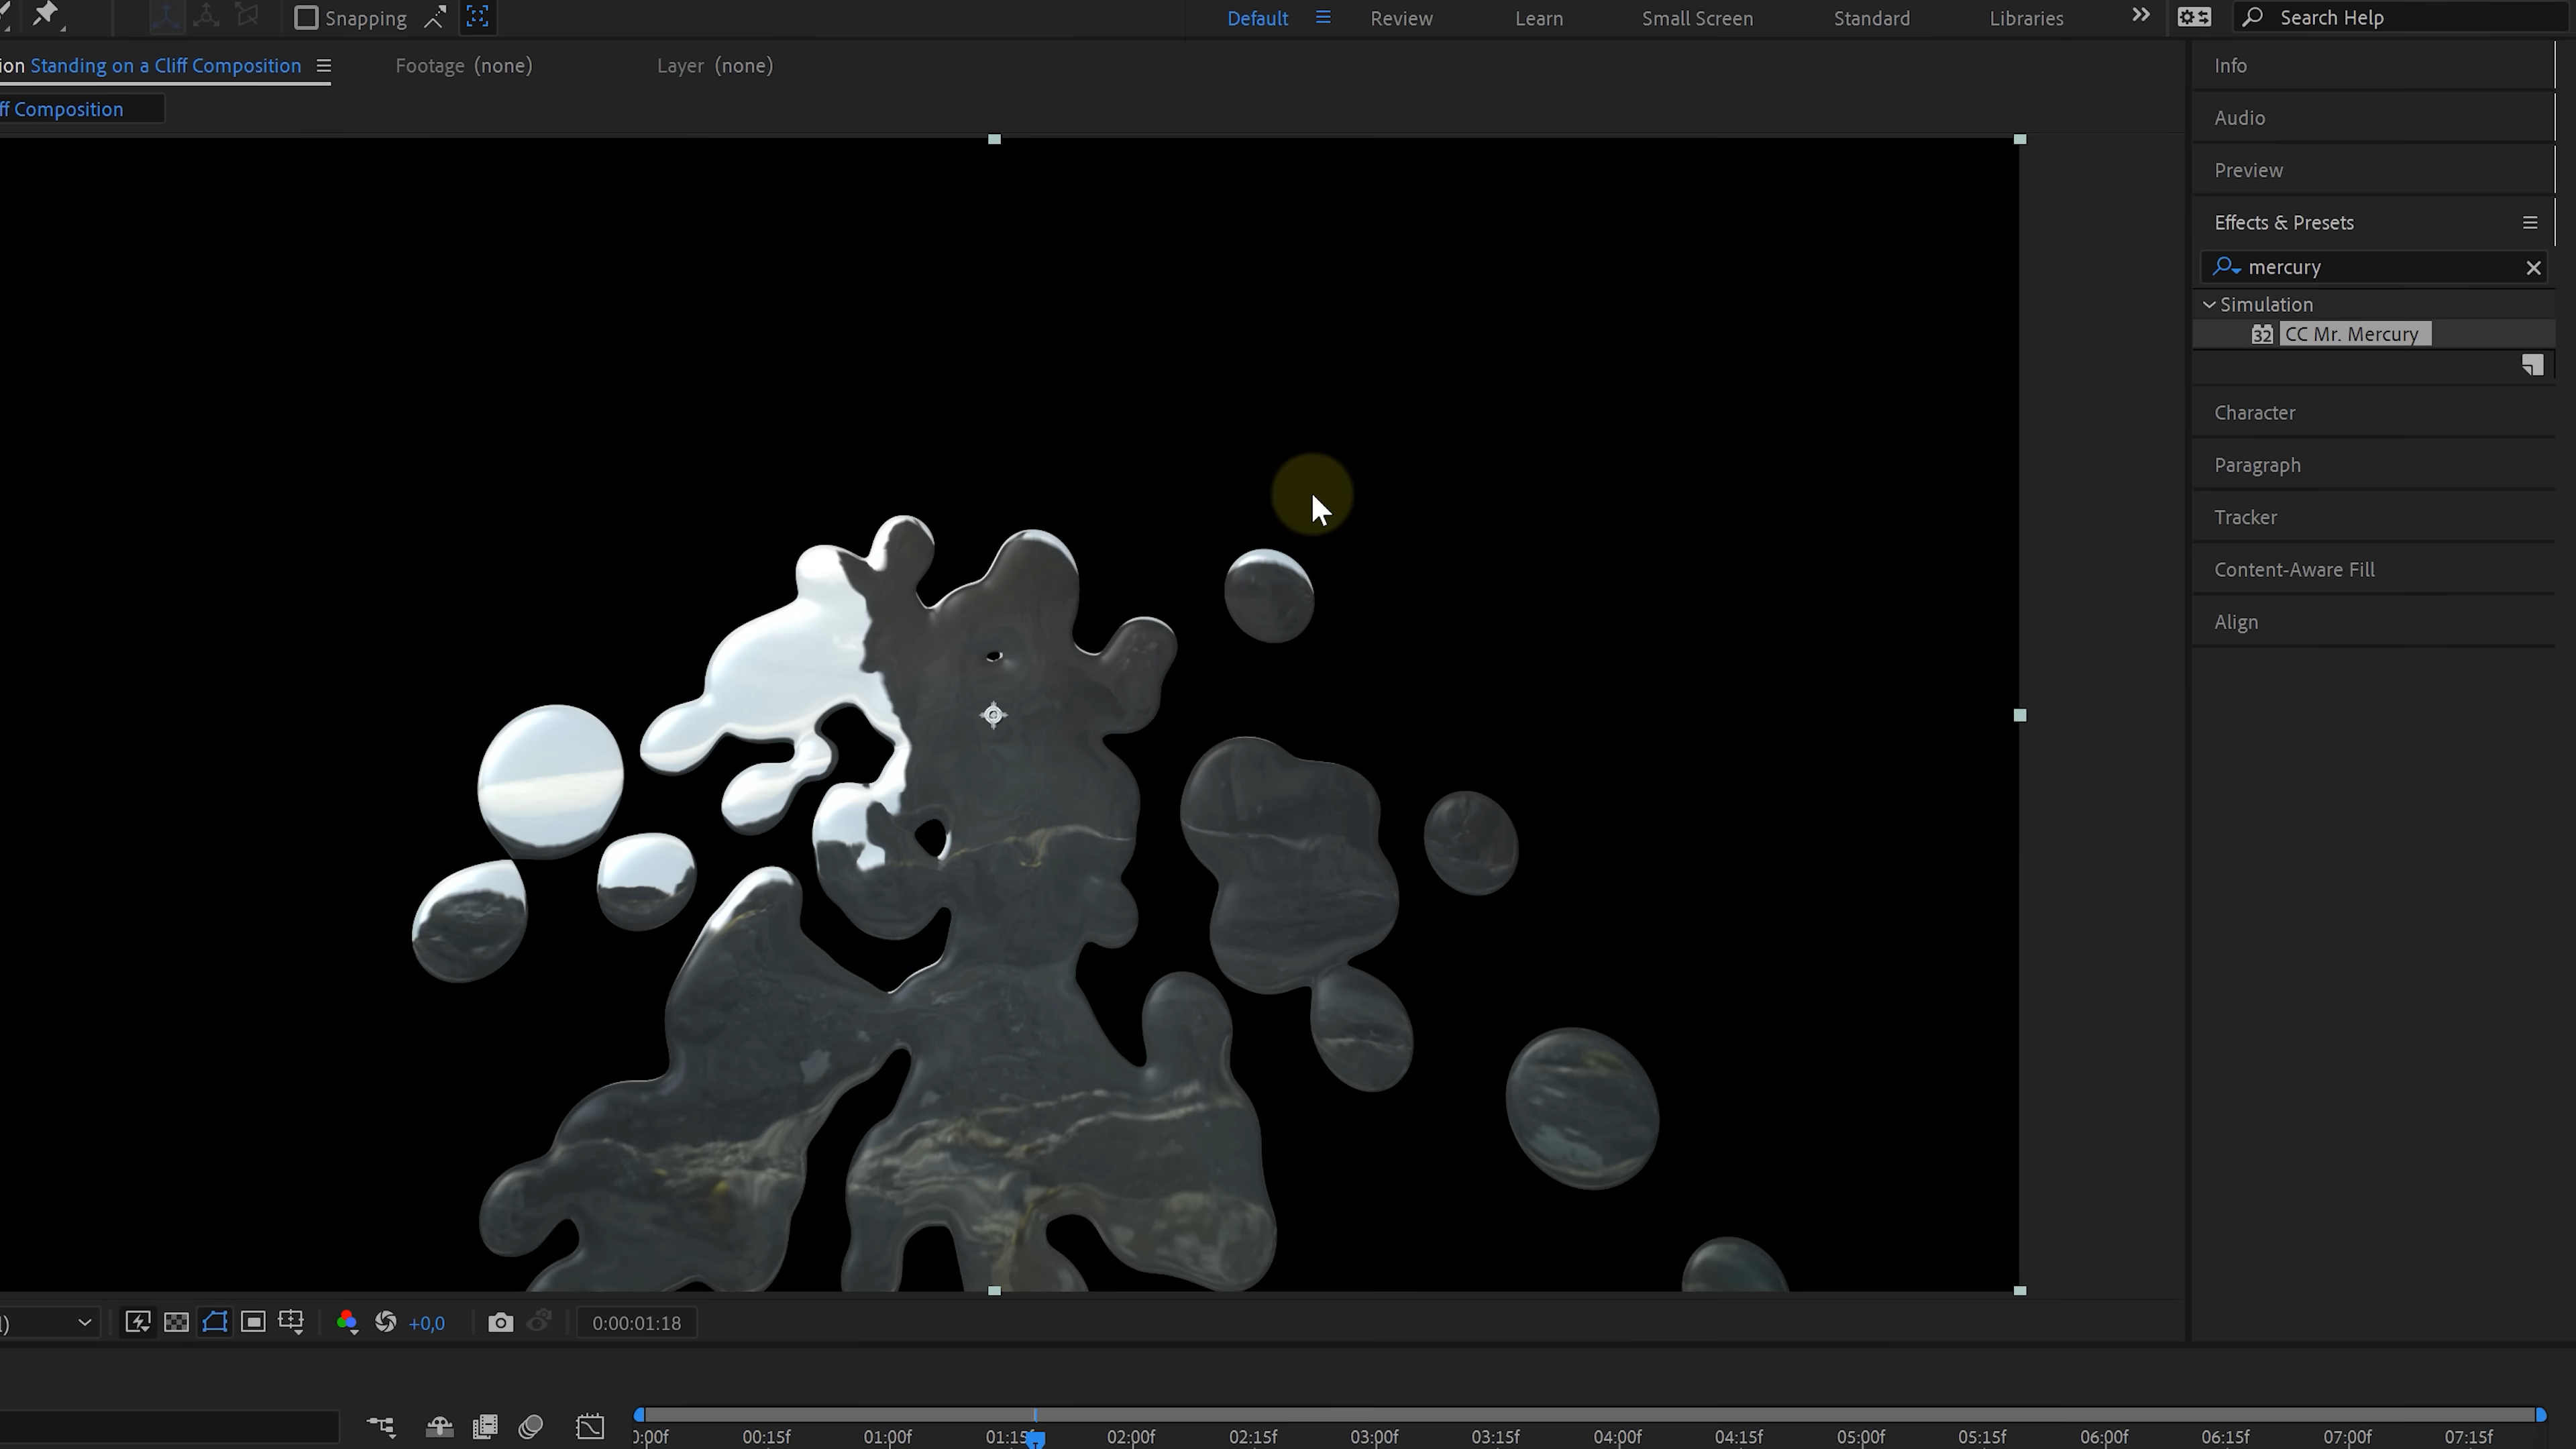 Snapping
Default
Review
Learn
Small Screen
Standard
Libraries
Search Help
ion Standing on a Cliff Composition
Footage (none)
Layer (none)
ff Composition
Info
Audio
Preview
Effects & Presets
mercury
Simulation
32 CC Mr. Mercury
Character
Paragraph
Tracker
Content-Aware Fill
Align
+0,0
0:00:01:18
0:00f 00:15f 01:00f 01:15f 02:00f 02:15f 03:00f 03:15f 04:00f 04:15f 05:00f 05:15f 06:00f 06:15f 07:00f 07:15f